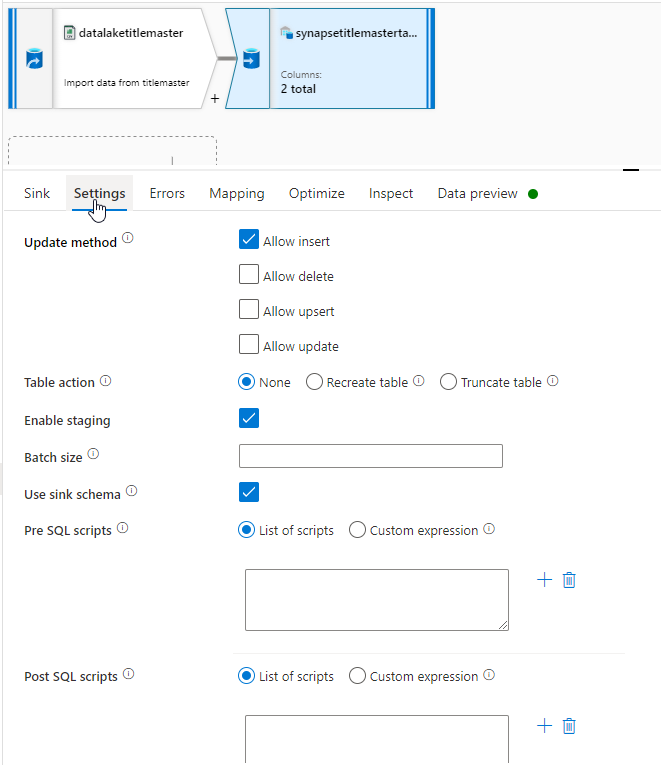 datalaketitlemaster
Import data from titlemaster
+
synapsetitlemasterta...
Columns:
2 total
Sink
Settings
Errors
Mapping
Optimize
Inspect
Data preview
Update method
Allow insert
Allow delete
Allow upsert
Allow update
Table action
None
Recreate table
Truncate table
Enable staging
Batch size
Use sink schema
Pre SQL scripts
List of scripts
Custom expression
Post SQL scripts
List of scripts
Custom expression